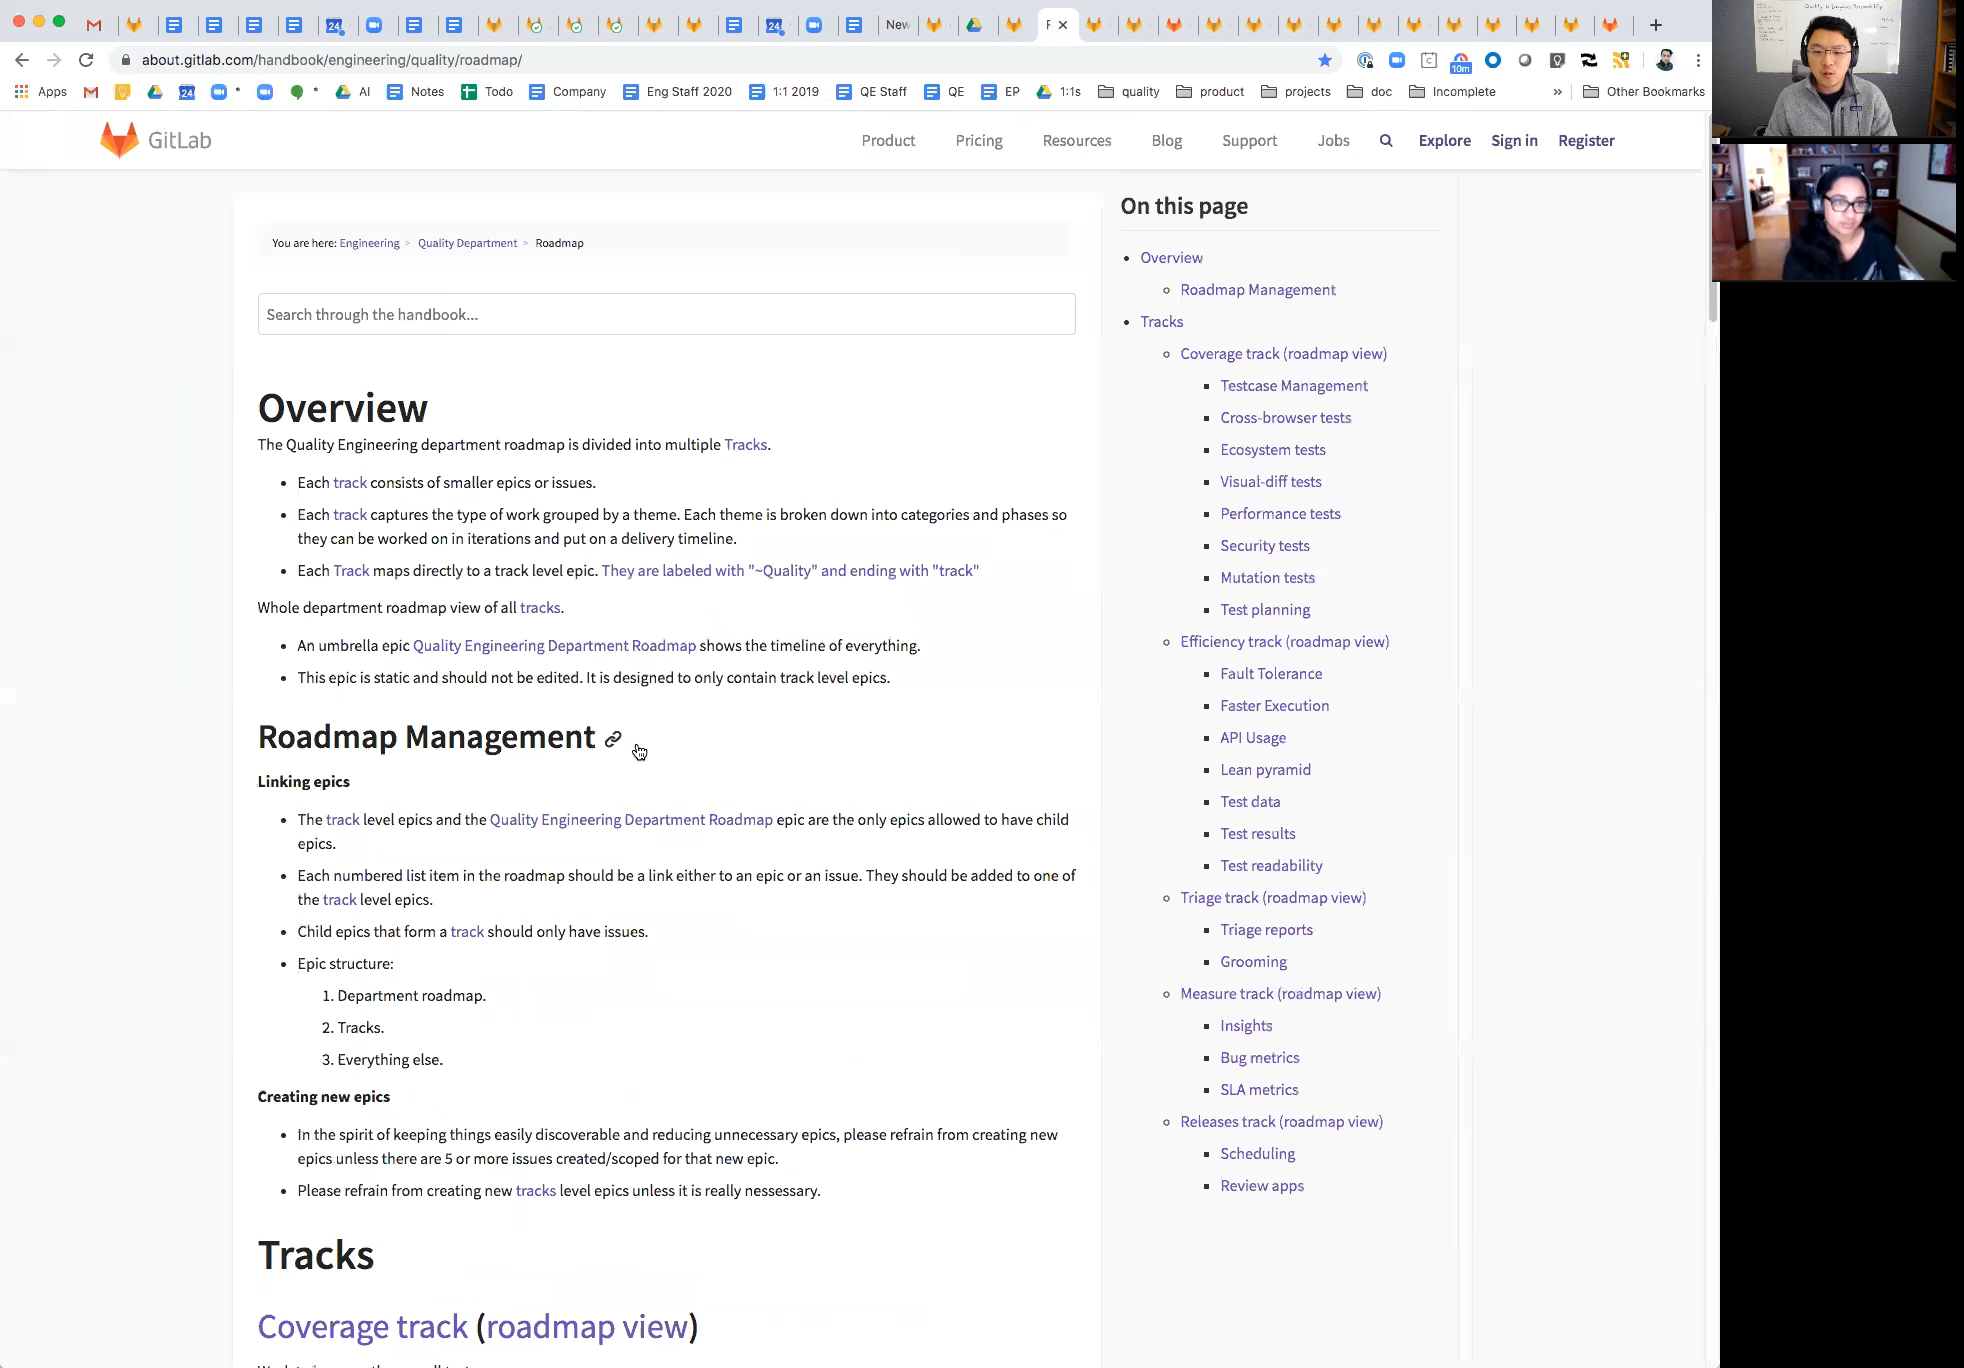 New
about.gitlab.com/handbook/engineering/quality/roadmap/
10m
Apps
AI
Notes
Todo
Company
Eng Staff 2020
1:1 2019
QE Staff
QE
EP
1:1s
quality
product
projects
doc
Incomplete
»
Other Bookmarks
GitLab
Product
Pricing
Resources
Blog
Support
Jobs
Explore
Sign in
Register
You are here: Engineering > Quality Department > Roadmap
Search through the handbook...
Overview
The Quality Engineering department roadmap is divided into multiple Tracks.
• Each track consists of smaller epics or issues.
• Each track captures the type of work grouped by a theme. Each theme is broken down into categories and phases so
they can be worked on in iterations and put on a delivery timeline.
• Each Track maps directly to a track level epic. They are labeled with "~Quality" and ending with "track"
Whole department roadmap view of all tracks.
• An umbrella epic Quality Engineering Department Roadmap shows the timeline of everything.
• This epic is static and should not be edited. It is designed to only contain track level epics.
Roadmap Management
Linking epics
• The track level epics and the Quality Engineering Department Roadmap epic are the only epics allowed to have child
epics.
• Each numbered list item in the roadmap should be a link either to an epic or an issue. They should be added to one of
the track level epics.
• Child epics that form a track should only have issues.
• Epic structure:
1. Department roadmap.
2. Tracks.
3. Everything else.
Creating new epics
• In the spirit of keeping things easily discoverable and reducing unnecessary epics, please refrain from creating new
epics unless there are 5 or more issues created/scoped for that new epic.
• Please refrain from creating new tracks level epics unless it is really nessessary.
Tracks
Coverage track (roadmap view)
On this page
• Overview
Roadmap Management
• Tracks
Coverage track (roadmap view)
Testcase Management
Cross-browser tests
Ecosystem tests
Visual-diff tests
Performance tests
Security tests
Mutation tests
Test planning
Efficiency track (roadmap view)
Fault Tolerance
Faster Execution
API Usage
Lean pyramid
Test data
Test results
Test readability
Triage track (roadmap view)
Triage reports
Grooming
Measure track (roadmap view)
Insights
Bug metrics
SLA metrics
Releases track (roadmap view)
Scheduling
Review apps